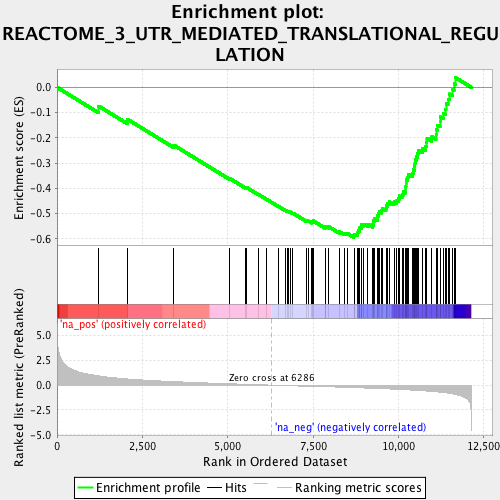 Enrichment plot:
REACTOME_3_UTR_MEDIATED_TRANSLATIONAL_REGU
LATION
Enrichment score (ES)
0.0
-0.1
-0.2
-0.3
-0.4
-0.5
-0.6
'na_pos' (positively correlated)
Ranked list metric (PreRanked)
5.0
2.5
0.0
-2.5
-5.0
Zero cross at 6286
'na_neg' (negatively correlated)
0
2,500
5,000
7,500
10,000
12,500
Rank in Ordered Dataset
Enrichment profile
Hits
Ranking metric scores